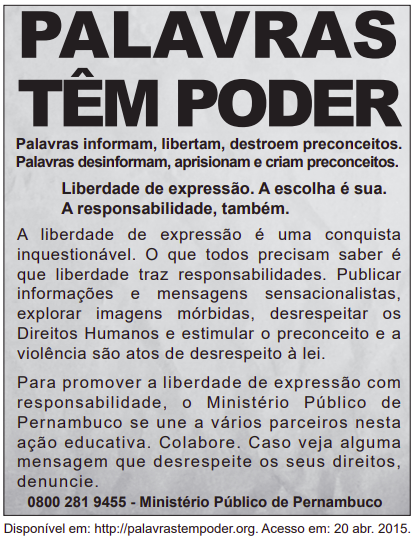 PALAVRAS
TÊM PODER
Palavras informam, libertam, destroem preconceitos.
Palavras desinformam, aprisionam e criam preconceitos.
Liberdade de expressão. A escolha é sua.
A responsabilidade, também.
A liberdade de expressão é uma conquista
inquestionável. O que todos precisam saber é
que liberdade traz responsabilidades. Publicar
informações e mensagens sensacionalistas,
explorar imagens mórbidas, desrespeitar os
Direitos Humanos e estimular o preconceito e a
violência são atos de desrespeito à lei.
Para promover a liberdade de expressão com
responsabilidade, o Ministério Público de
Pernambuco se une a vários parceiros nesta
ação educativa. Colabore. Caso veja alguma
mensagem que desrespeite os seus direitos,
denuncie.
0800 281 9455 - Ministério Público de Pernambuco
Disponível em: http://palavrastempoder.org. Acesso em: 20 abr. 2015.